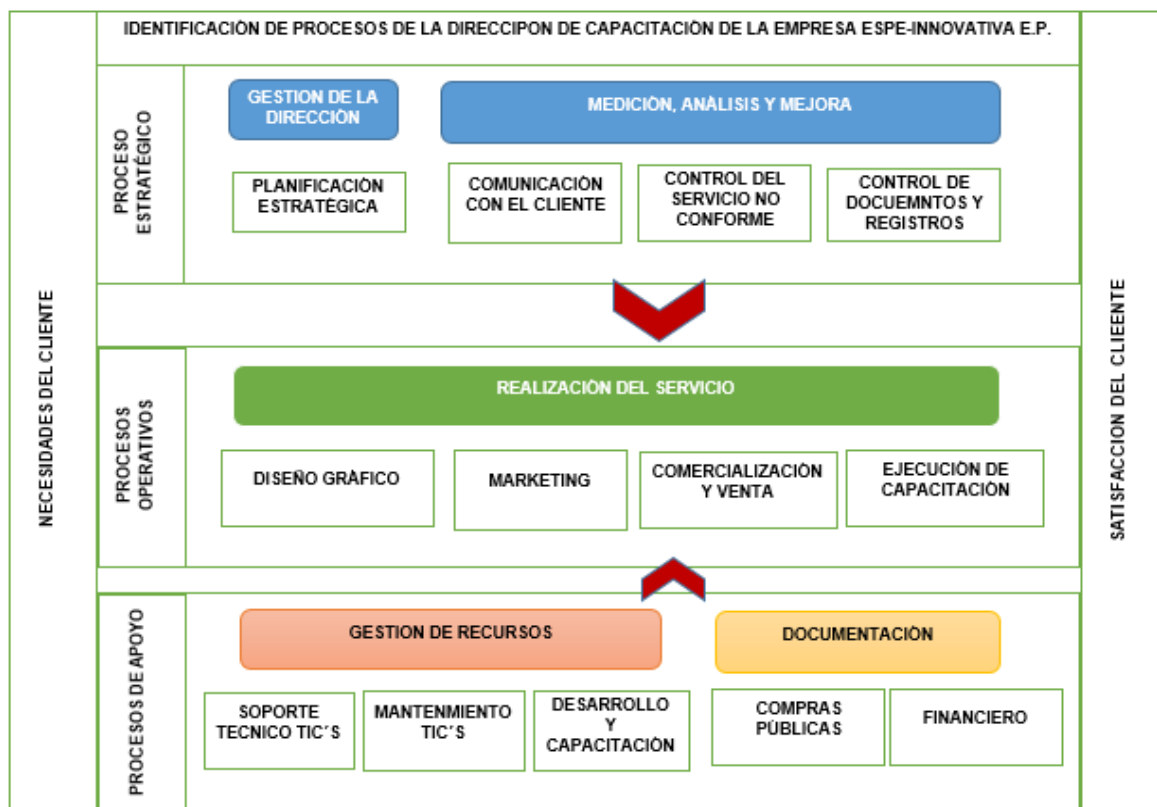 IDENTIFICACIÓN DE PROCESOS DE LA DIRECCIPON DE CAPACITACIÓN DE LA EMPRESA ESPE-INNOVATIVA E.P.
NECESIDADES DEL CLIENTE
PROCESO
ESTRATÉGICO
GESTION DE LA
DIRECCIÓN
MEDICIÓN, ANÁLISIS Y MEJORA
PLANIFICACIÓN
ESTRATÉGICA
COMUNICACIÓN
CON EL CLIENTE
CONTROL DEL
SERVICIO NO
CONFORME
CONTROL DE
DOCUEMNTOS Y
REGISTROS
PROCESOS
OPERATIVOS
REALIZACIÓN DEL SERVICIO
DISEÑO GRÁFICO
MARKETING
COMERCIALIZACIÓN
Y VENTA
EJECUCIÓN DE
CAPACITACIÓN
PROCESOS DE APOYO
GESTION DE RECURSOS
DOCUMENTACIÓN
SOPORTE
TECNICO TIC´S
MANTENMIENTO
TIC´S
DESARROLLO
Y
CAPACITACIÓN
COMPRAS
PÚBLICAS
FINANCIERO
SATISFACCION DEL CLIEENTE